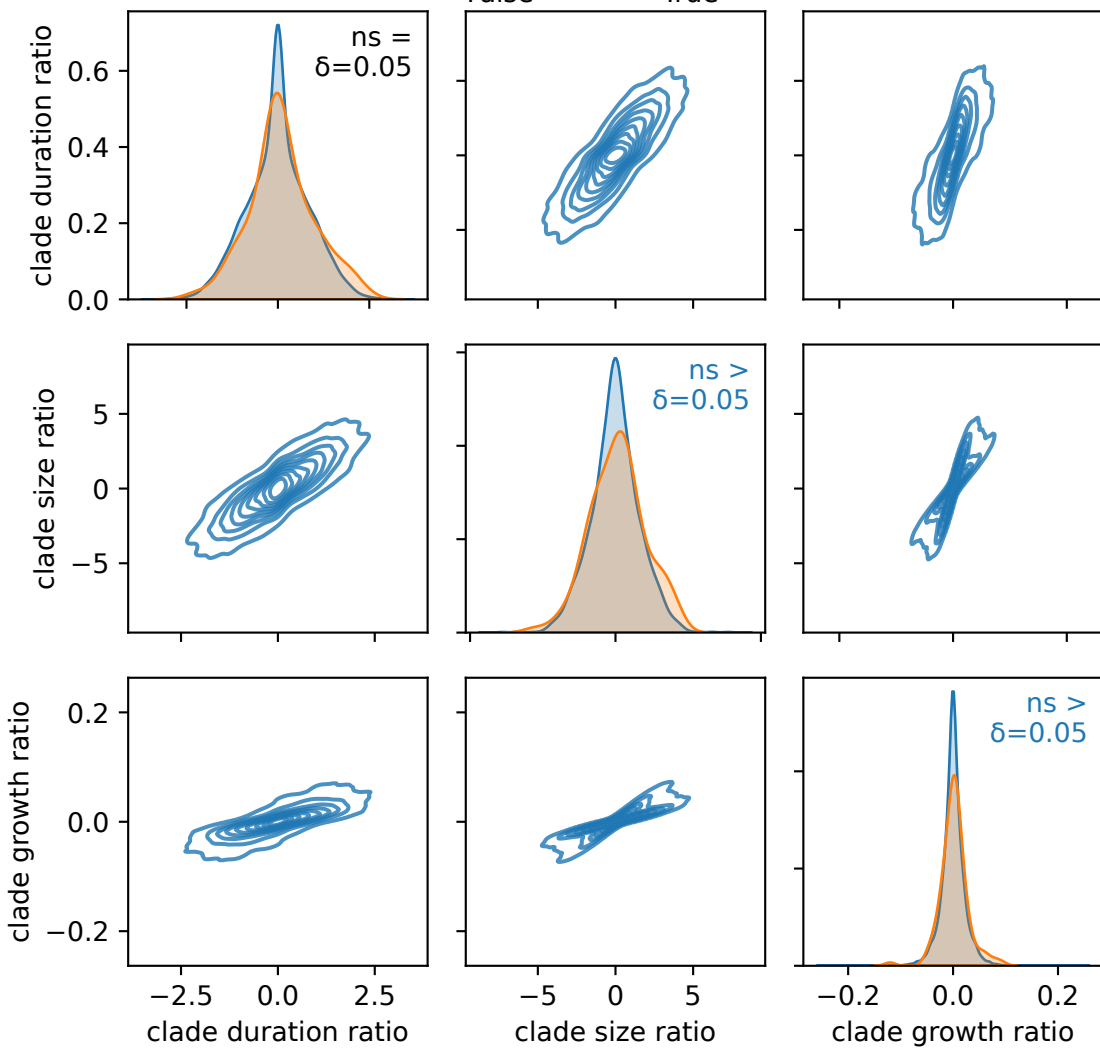 clade duration ratio
0.6
0.4
0.2
0.0
ns =
δ=0.05
clade size ratio
5
0
−5
ns >
δ=0.05
clade growth ratio
0.2
0.0
−0.2
ns >
δ=0.05
−2.5 0.0 2.5
−5 0 5
−0.2 0.0 0.2
clade duration ratio
clade size ratio
clade growth ratio